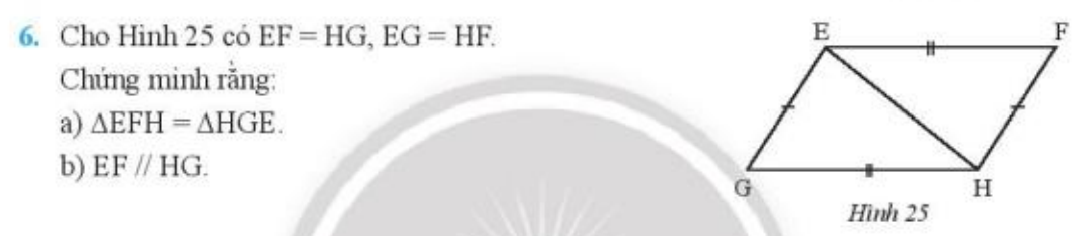 6. Cho Hình 25 có EF = HG, EG = HF.
Chứng minh rằng:
a) ΔEFH = ΔHGE.
b) EF // HG.
E
F
G
H
Hình 25